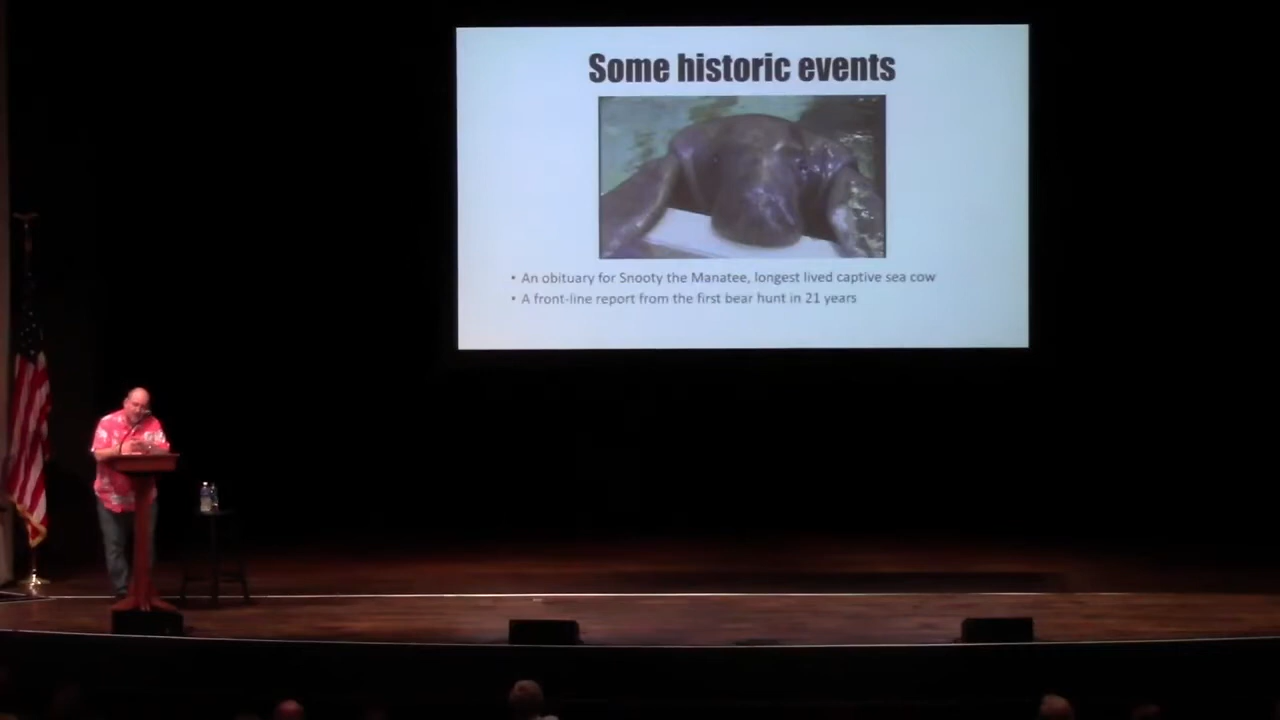 Some historic events
• An obituary for Snooty the Manatee, longest lived captive sea cow
• A front-line report from the first bear hunt in 21 years